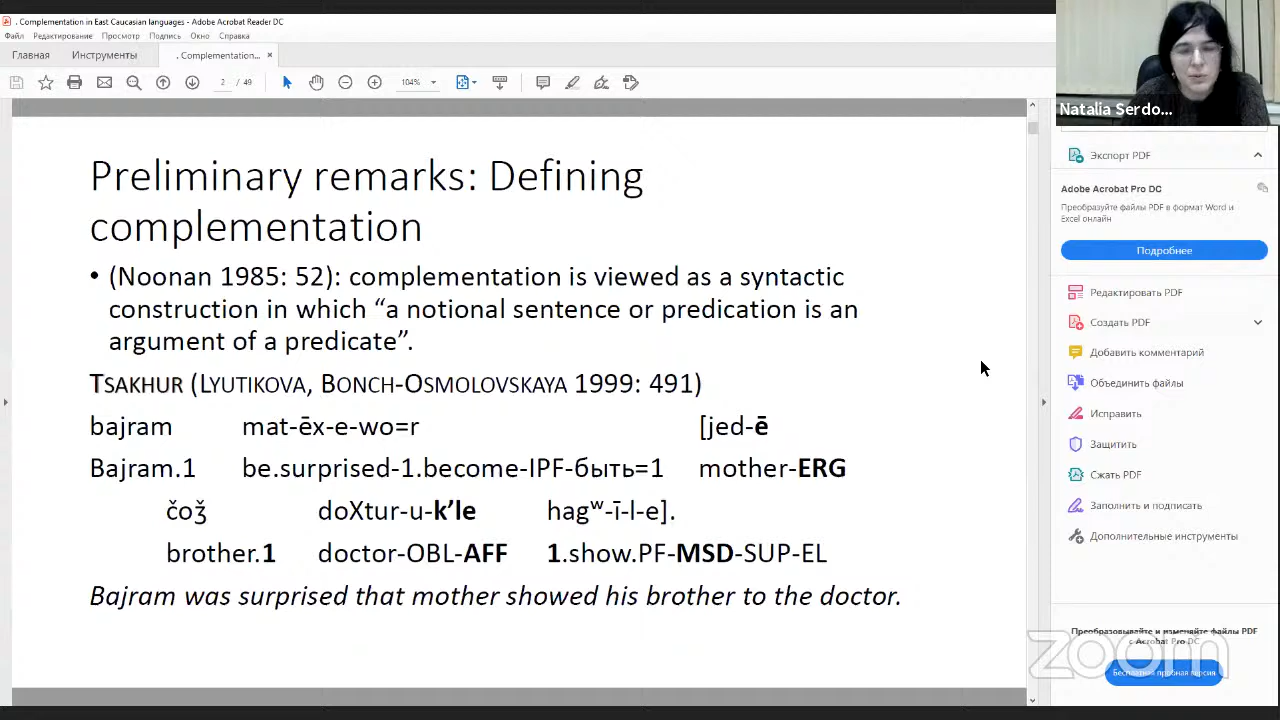 . Complementation in East Caucasian languages - Adobe Acrobat Reader DC
Файл Редактирование Просмотр Подпись Окно Справка
Главная Инструменты . Complementation... ×
2 / 49 104%
Preliminary remarks: Defining
complementation
• (Noonan 1985: 52): complementation is viewed as a syntactic
construction in which “a notional sentence or predication is an
argument of a predicate”.
TSAKHUR (LYUTIKOVA, BONCH-OSMOLOVSKAYA 1999: 491)
bajram mat-ēx-e-wo=r [jed-ē
Bajram.1 be.surprised-1.become-IPF-быть=1 mother-ERG
čoǯ doXtur-u-k’le hagʷ-ī-l-e].
brother.1 doctor-OBL-AFF 1.show.PF-MSD-SUP-EL
Bajram was surprised that mother showed his brother to the doctor.
Natalia Serdo...
Экспорт PDF
Adobe Acrobat Pro DC
Преобразуйте файлы PDF в формат Word и
Excel онлайн
Подробнее
Редактировать PDF
Создать PDF
Добавить комментарий
Объединить файлы
Исправить
Защитить
Сжать PDF
Заполнить и подписать
Дополнительные инструменты
Преобразовывайте и изменяйте файлы PDF
с Acrobat Pro DC
Бесплатная пробная версия
zoom